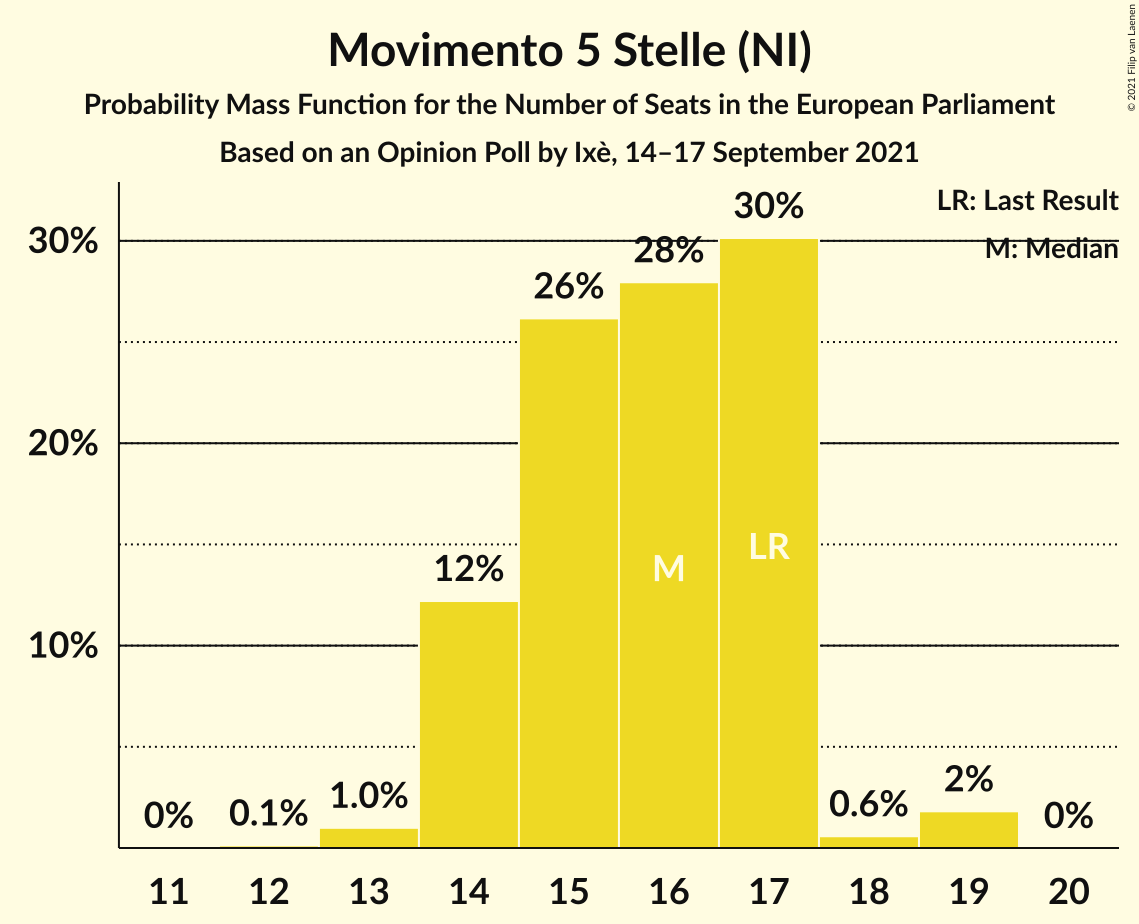 Movimento 5 Stelle (NI)
Probability Mass Function for the Number of Seats in the European Parliament
Based on an Opinion Poll by Ixè, 14–17 September 2021
© 2021 Filip van Laenen
LR: Last Result
M: Median
30%
20%
10%
0%
0.1%
1.0%
12%
26%
28%
30%
0.6%
2%
0%
M
LR
11 12 13 14 15 16 17 18 19 20